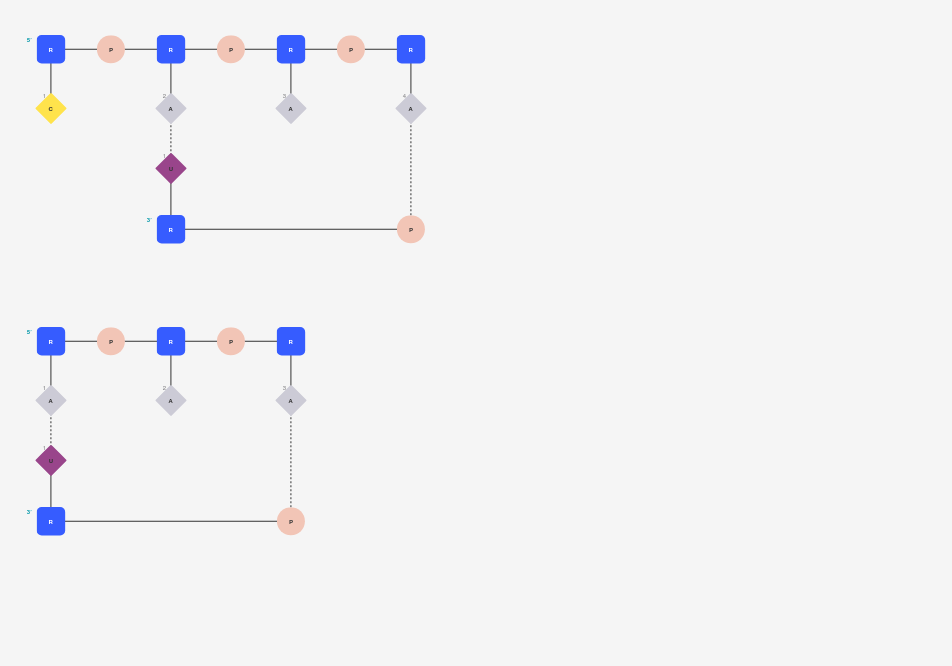 5' R P R P R P R
1 2 3 4
C A A A
1
U
3' R P
5' R P R P R
1 2 3
A A A
1
U
3' R P